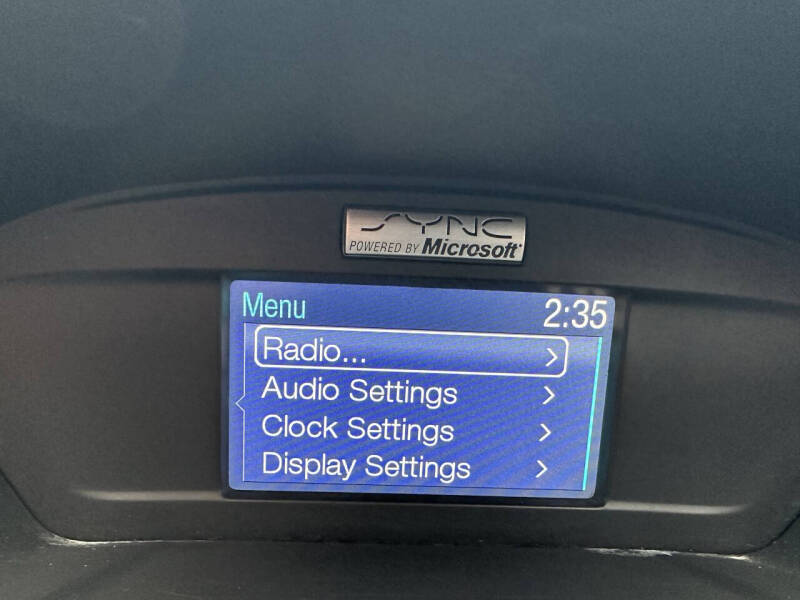 SYNC
POWERED BY Microsoft
Menu 2:35
Radio...
Audio Settings
Clock Settings
Display Settings